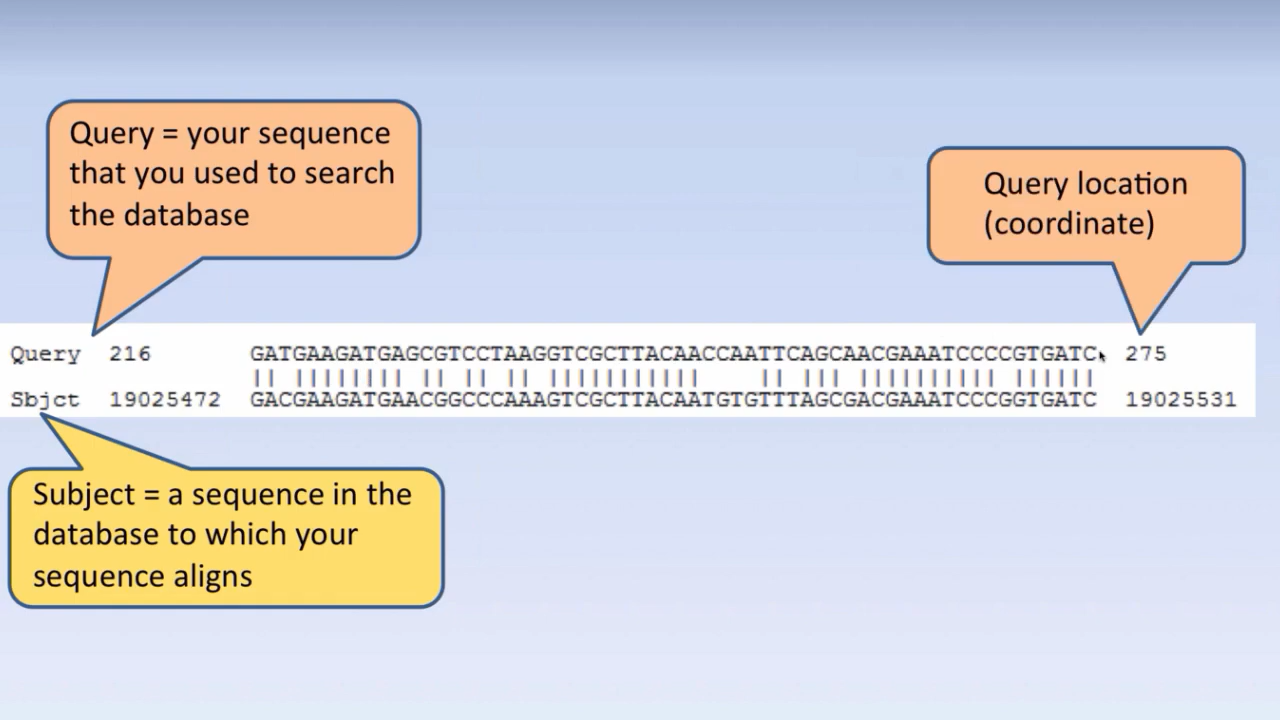 Query = your sequence
that you used to search
the database
Query location
(coordinate)
Query 216 GATGAAGATGAGCGTCCTAAGGTCGCTTACAACCAATTCAGCAACGAAATCCCCGTGATC 275
|| |||||||| || || || |||||||||||    || ||| |||||||||| ||||||
Sbjct 19025472 GACGAAGATGAACGGCCCAAAGTCGCTTACAATGTGTTTAGCGACGAAATCCCGGTGATC 19025531
Subject = a sequence in the
database to which your
sequence aligns